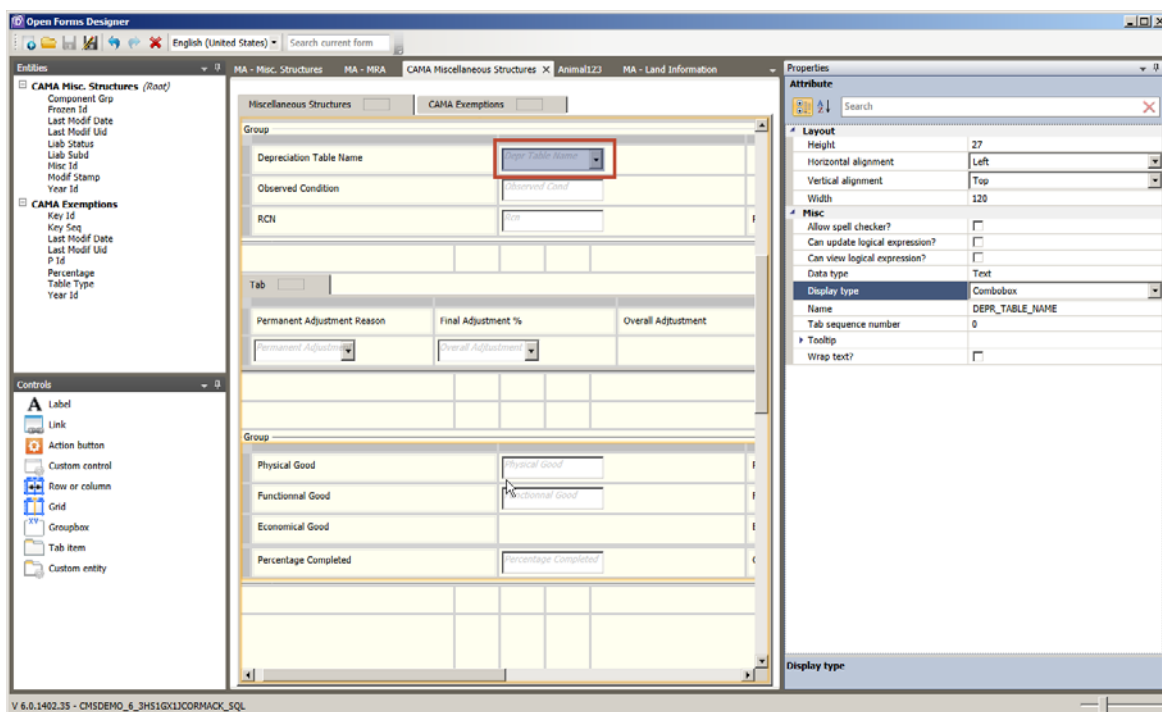 Open Forms Designer
English (United States)
Search current form
Entities
CAMA Misc. Structures (Root)
Component Grp
Frozen Id
Last Modif Date
Last Modif Uid
Liab Status
Liab Subd
Misc Id
Modif Stamp
Year Id
CAMA Exemptions
Key Id
Key Seq
Last Modif Date
Last Modif Uid
P Id
Percentage
Table Type
Year Id
Controls
Label
Link
Action button
Custom control
Row or column
Grid
Groupbox
Tab item
Custom entity
MA - Misc. Structures
MA - MRA
CAMA Miscellaneous Structures X
Animal123
MA - Land Information
Miscellaneous Structures
CAMA Exemptions
Group
Depreciation Table Name
Depr Table Name
Observed Condition
Observed Cond
RCN
Rcn
Tab
Permanent Adjustment Reason
Final Adjustment %
Overall Adjtustment
Permanent Adjustme
Overall Adjtustment
Group
Physical Good
Physical Good
Functionnal Good
Economical Good
Percentage Completed
Percentage Completed
Properties
Attribute
Search
Layout
Height 27
Horizontal alignment Left
Vertical alignment Top
Width 120
Misc
Allow spell checker?
Can update logical expression?
Can view logical expression?
Data type Text
Display type Combobox
Name DEPR_TABLE_NAME
Tab sequence number 0
Tooltip
Wrap text?
Display type
V 6.0.1402.35 - CMSDEMO_6_3HS1GX1JCORMACK_SQL